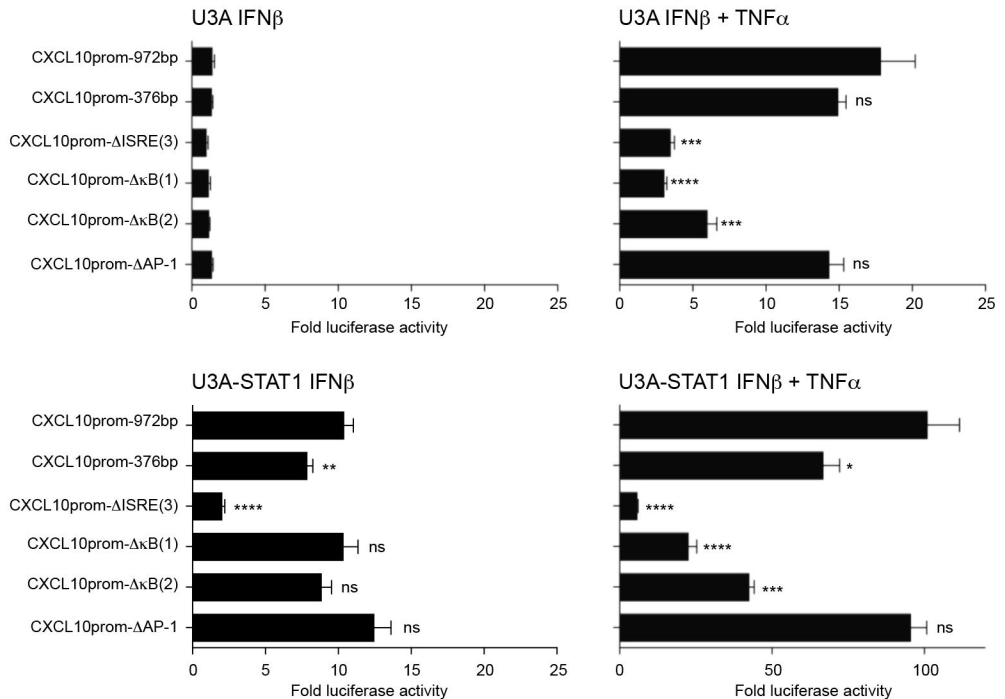 U3A IFNβ
CXCL10prom-972bp
CXCL10prom-376bp
CXCL10prom-ΔISRE(3)
CXCL10prom-ΔκB(1)
CXCL10prom-ΔκB(2)
CXCL10prom-ΔAP-1
0 5 10 15 20 25
Fold luciferase activity
U3A IFNβ + TNFα
ns
***
****
***
ns
0 5 10 15 20 25
Fold luciferase activity
U3A-STAT1 IFNβ
CXCL10prom-972bp
CXCL10prom-376bp
**
CXCL10prom-ΔISRE(3)
****
CXCL10prom-ΔκB(1)
ns
CXCL10prom-ΔκB(2)
ns
CXCL10prom-ΔAP-1
ns
0 5 10 15 20 25
Fold luciferase activity
U3A-STAT1 IFNβ + TNFα
*
****
****
***
ns
0 50 100
Fold luciferase activity